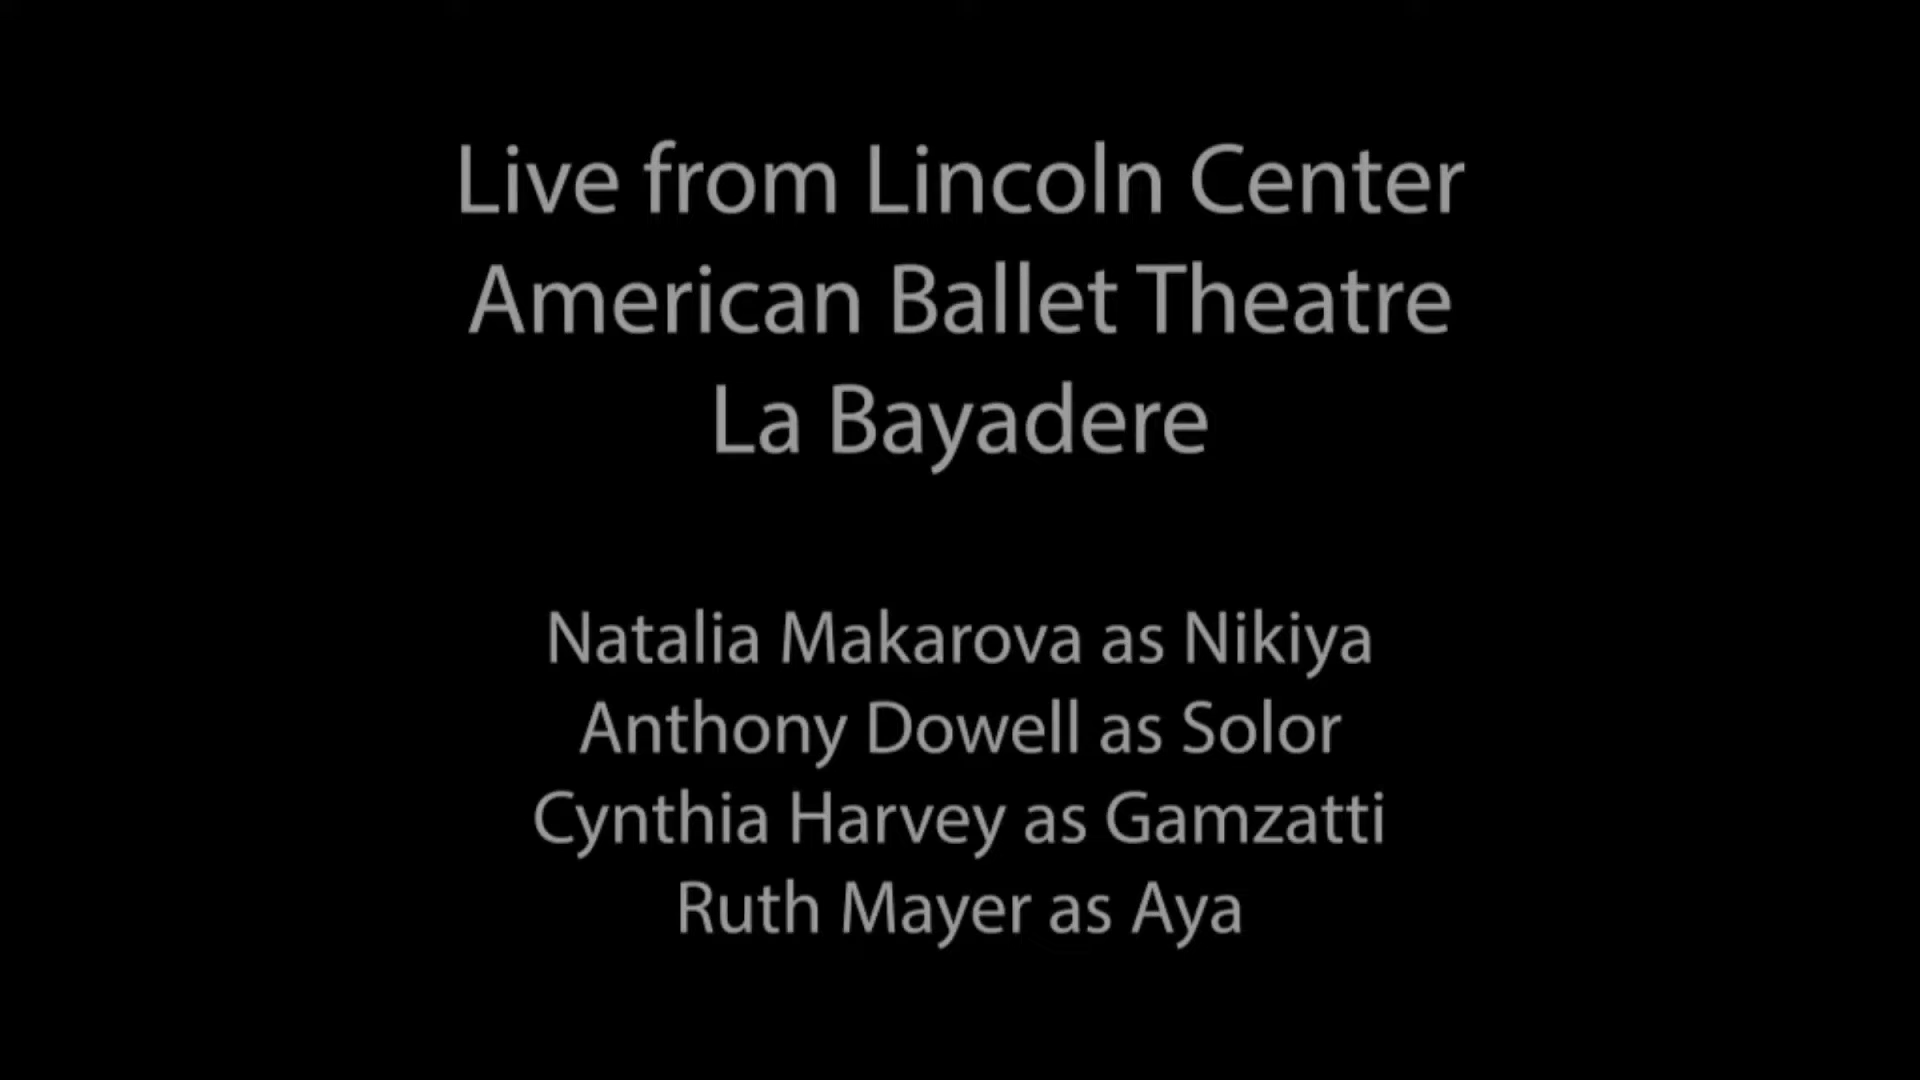 Live from Lincoln Center
American Ballet Theatre
La Bayadere
Natalia Makarova as Nikiya
Anthony Dowell as Solor
Cynthia Harvey as Gamzatti
Ruth Mayer as Aya